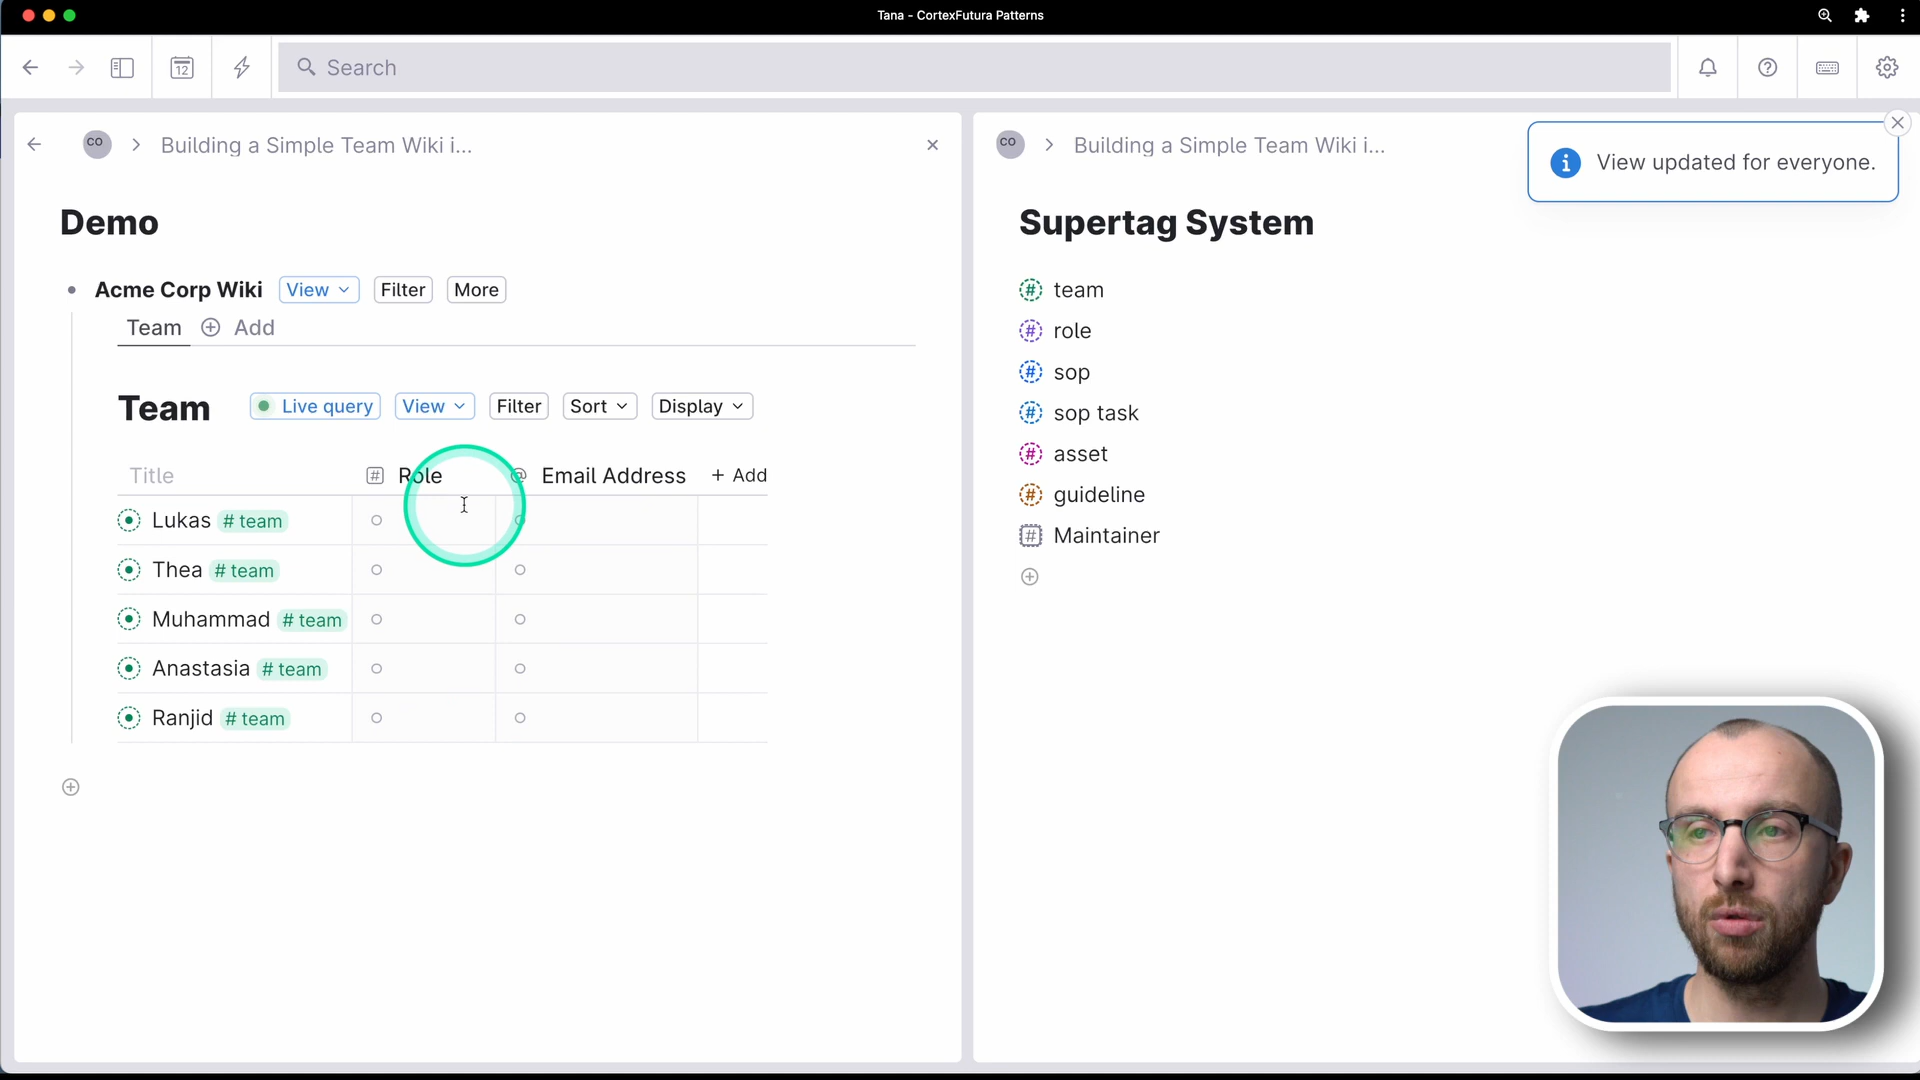 Tana - CortexFutura Patterns
12
Search
CO > Building a Simple Team Wiki i...
Demo
Acme Corp Wiki View Filter More
Team Add
Team Live query View Filter Sort Display
Title # Role @ Email Address + Add
Lukas # team
Thea # team
Muhammad # team
Anastasia # team
Ranjid # team
CO > Building a Simple Team Wiki i...
View updated for everyone.
Supertag System
# team
# role
# sop
# sop task
# asset
# guideline
# Maintainer